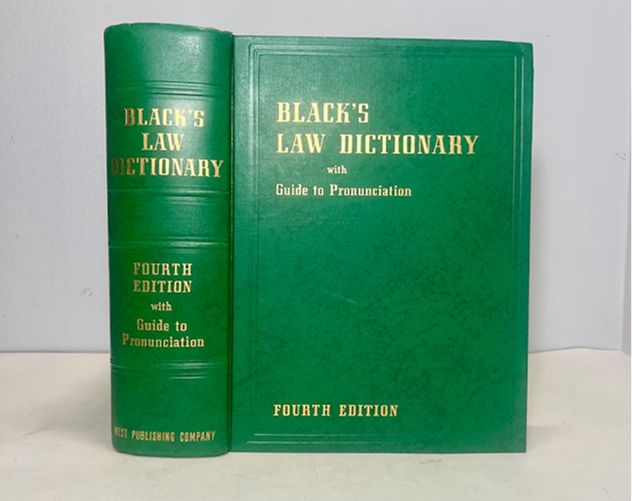 BLACK'S
LAW
DICTIONARY
FOURTH
EDITION
with
Guide to
Pronunciation
WEST PUBLISHING COMPANY
BLACK'S
LAW DICTIONARY
with
Guide to Pronunciation
FOURTH EDITION